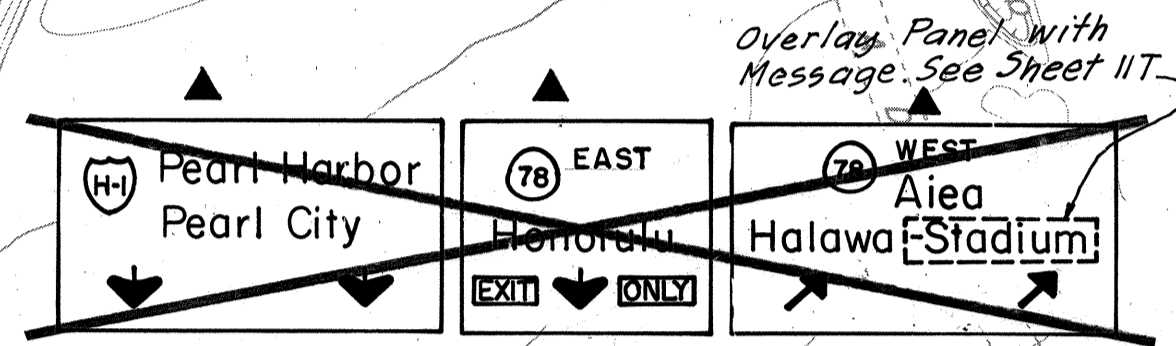 Overlay Panel with
Message. See Sheet 11T
H-1 Pearl Harbor
Pearl City
78 EAST
Honolulu
EXIT ONLY
78 WEST
Aiea
Halawa-Stadium